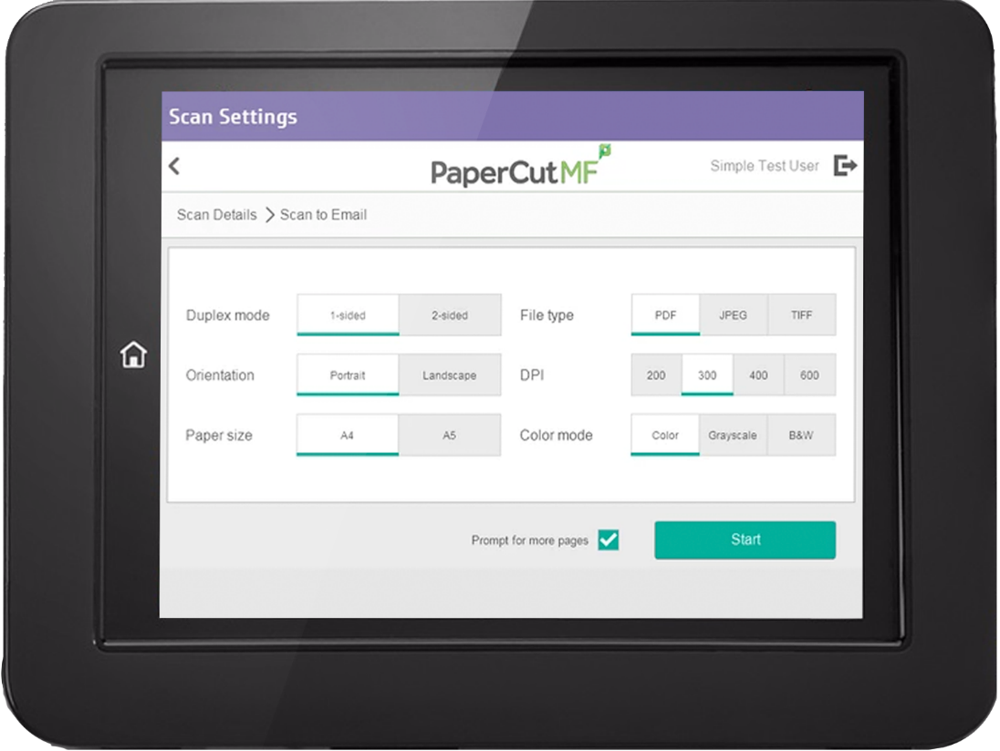 Scan Settings
PaperCutMF
Simple Test User
Scan Details > Scan to Email
Duplex mode 1-sided 2-sided File type PDF JPEG TIFF
Orientation Portrait Landscape DPI 200 300 400 600
Paper size A4 A5 Color mode Color Grayscale B&W
Prompt for more pages Start